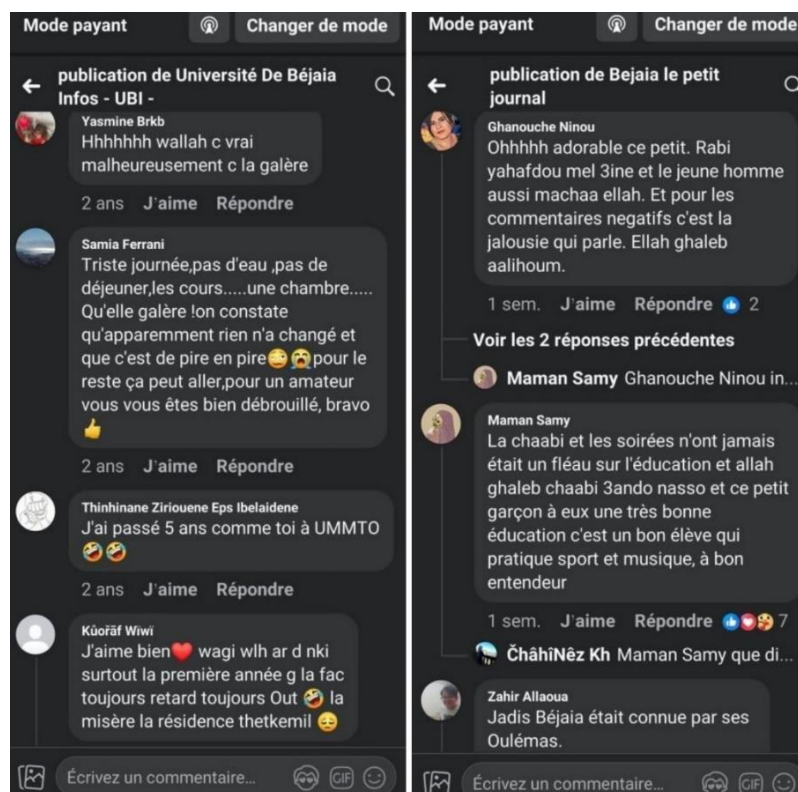 Mode payant
Changer de mode
publication de Université De Béjaia
Infos - UBI -
Yasmine Brkb
Hhhhhhh wallah c vrai
malheureusement c la galère
2 ans J'aime Répondre
Samia Ferrani
Triste journée,pas d'eau ,pas de
déjeuner,les cours.....une chambre.....
Qu'elle galère !on constate
qu'apparemment rien n'a changé et
que c'est de pire en pire😳😭pour le
reste ça peut aller,pour un amateur
vous vous êtes bien débrouillé, bravo
👍
2 ans J'aime Répondre
Thinhinane Ziriouene Eps Ibelaidene
J'ai passé 5 ans comme toi à UMMTO
🤣🤣
2 ans J'aime Répondre
Kůořãf Wïwï
J'aime bien❤️ wagi wlh ar d nki
surtout la première année g la fac
toujours retard toujours Out 🤣 la
misère la résidence thetkemil 😔
Écrivez un commentaire...
GIF
Mode payant
Changer de mode
publication de Bejaia le petit
journal
Ghanouche Ninou
Ohhhhh adorable ce petit. Rabi
yahafdou mel 3ine et le jeune homme
aussi machaa ellah. Et pour les
commentaires negatifs c'est la
jalousie qui parle. Ellah ghaleb
aalihoum.
1 sem. J'aime Répondre 2
Voir les 2 réponses précédentes
Maman Samy Ghanouche Ninou in...
Maman Samy
La chaabi et les soirées n'ont jamais
était un fléau sur l'éducation et allah
ghaleb chaabi 3ando nasso et ce petit
garçon à eux une très bonne
éducation c'est un bon élève qui
pratique sport et musique, à bon
entendeur
1 sem. J'aime Répondre 7
ČhâhîNêz Kh Maman Samy que di...
Zahir Allaoua
Jadis Béjaia était connue par ses
Oulémas.
Écrivez un commentaire...
GIF